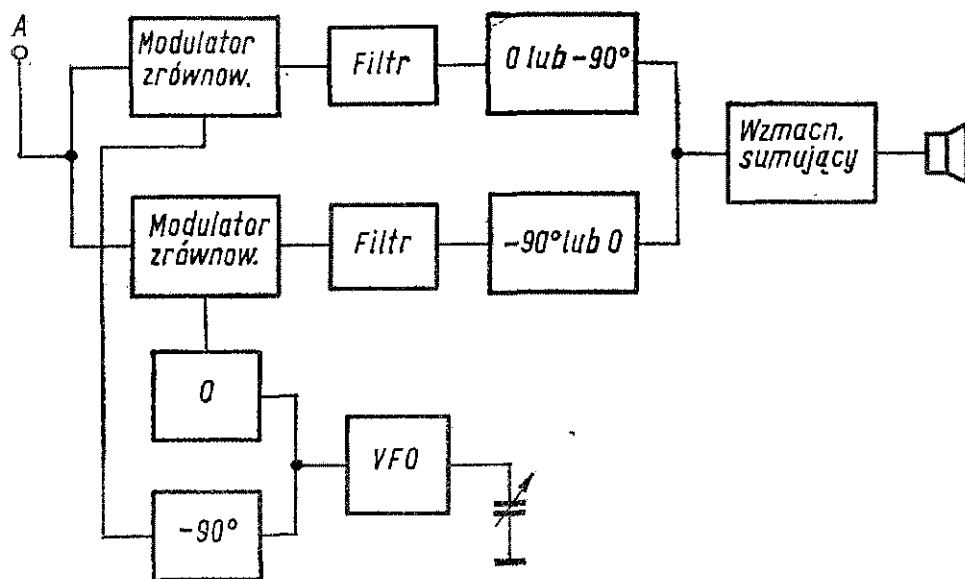 A
Modulator
zrównow.
Filtr
0 lub -90°
Wzmacn.
sumujący
Modulator
zrównow.
Filtr
-90° lub 0
0
VFO
-90°